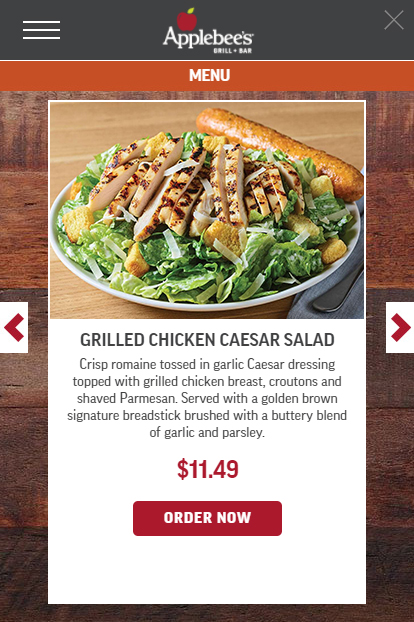 Applebee's
GRILL + BAR
MENU
GRILLED CHICKEN CAESAR SALAD
Crisp romaine tossed in garlic Caesar dressing
topped with grilled chicken breast, croutons and
shaved Parmesan. Served with a golden brown
signature breadstick brushed with a buttery blend
of garlic and parsley.
$11.49
ORDER NOW